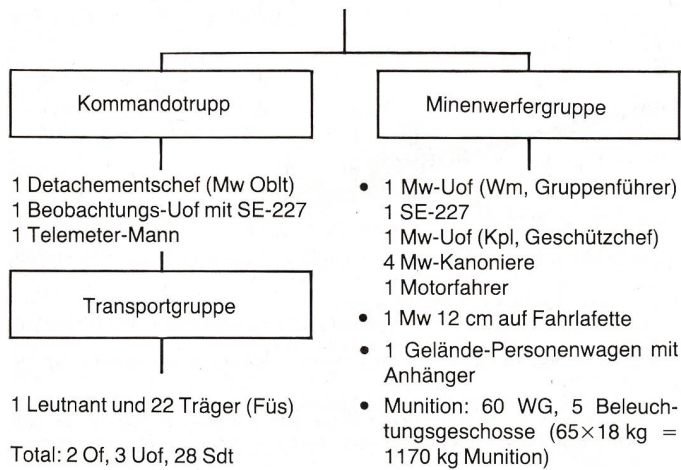 Kommandotrupp
1 Detachementschef (Mw Oblt)
1 Beobachtungs-Uof mit SE-227
1 Telemeter-Mann
Transportgruppe
1 Leutnant und 22 Träger (Füs)
Total: 2 Of, 3 Uof, 28 Sdt
Minenwerfergruppe
• 1 Mw-Uof (Wm, Gruppenführer)
1 SE-227
1 Mw-Uof (Kpl, Geschützchef)
4 Mw-Kanoniere
1 Motorfahrer
• 1 Mw 12 cm auf Fahrlafette
• 1 Gelände-Personenwagen mit
Anhänger
• Munition: 60 WG, 5 Beleuch-
tungsgeschosse (65×18 kg =
1170 kg Munition)